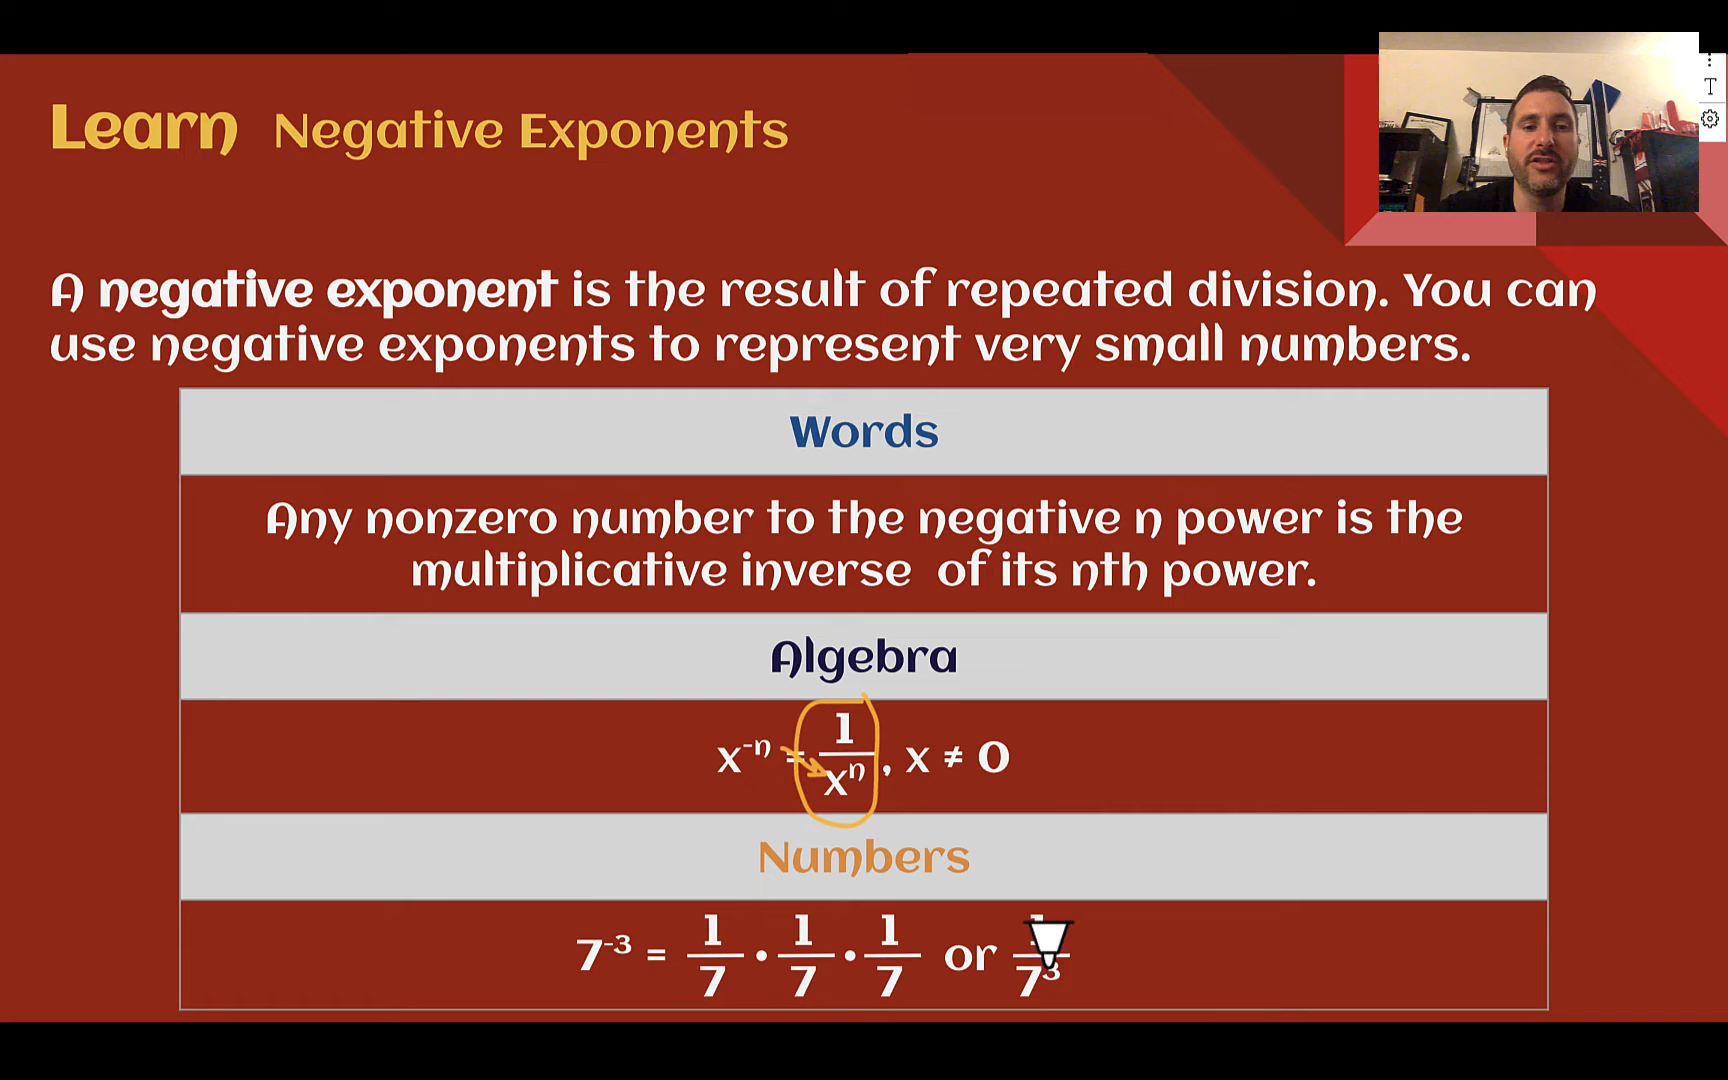 Learn Negative Exponents
A negative exponent is the result of repeated division. You can
use negative exponents to represent very small numbers.
Words
Any nonzero number to the negative n power is the
multiplicative inverse of its nth power.
Algebra
x⁻ⁿ = 1/xⁿ , x ≠ 0
Numbers
7⁻³ = 1/7 • 1/7 • 1/7 or 1/7³
T